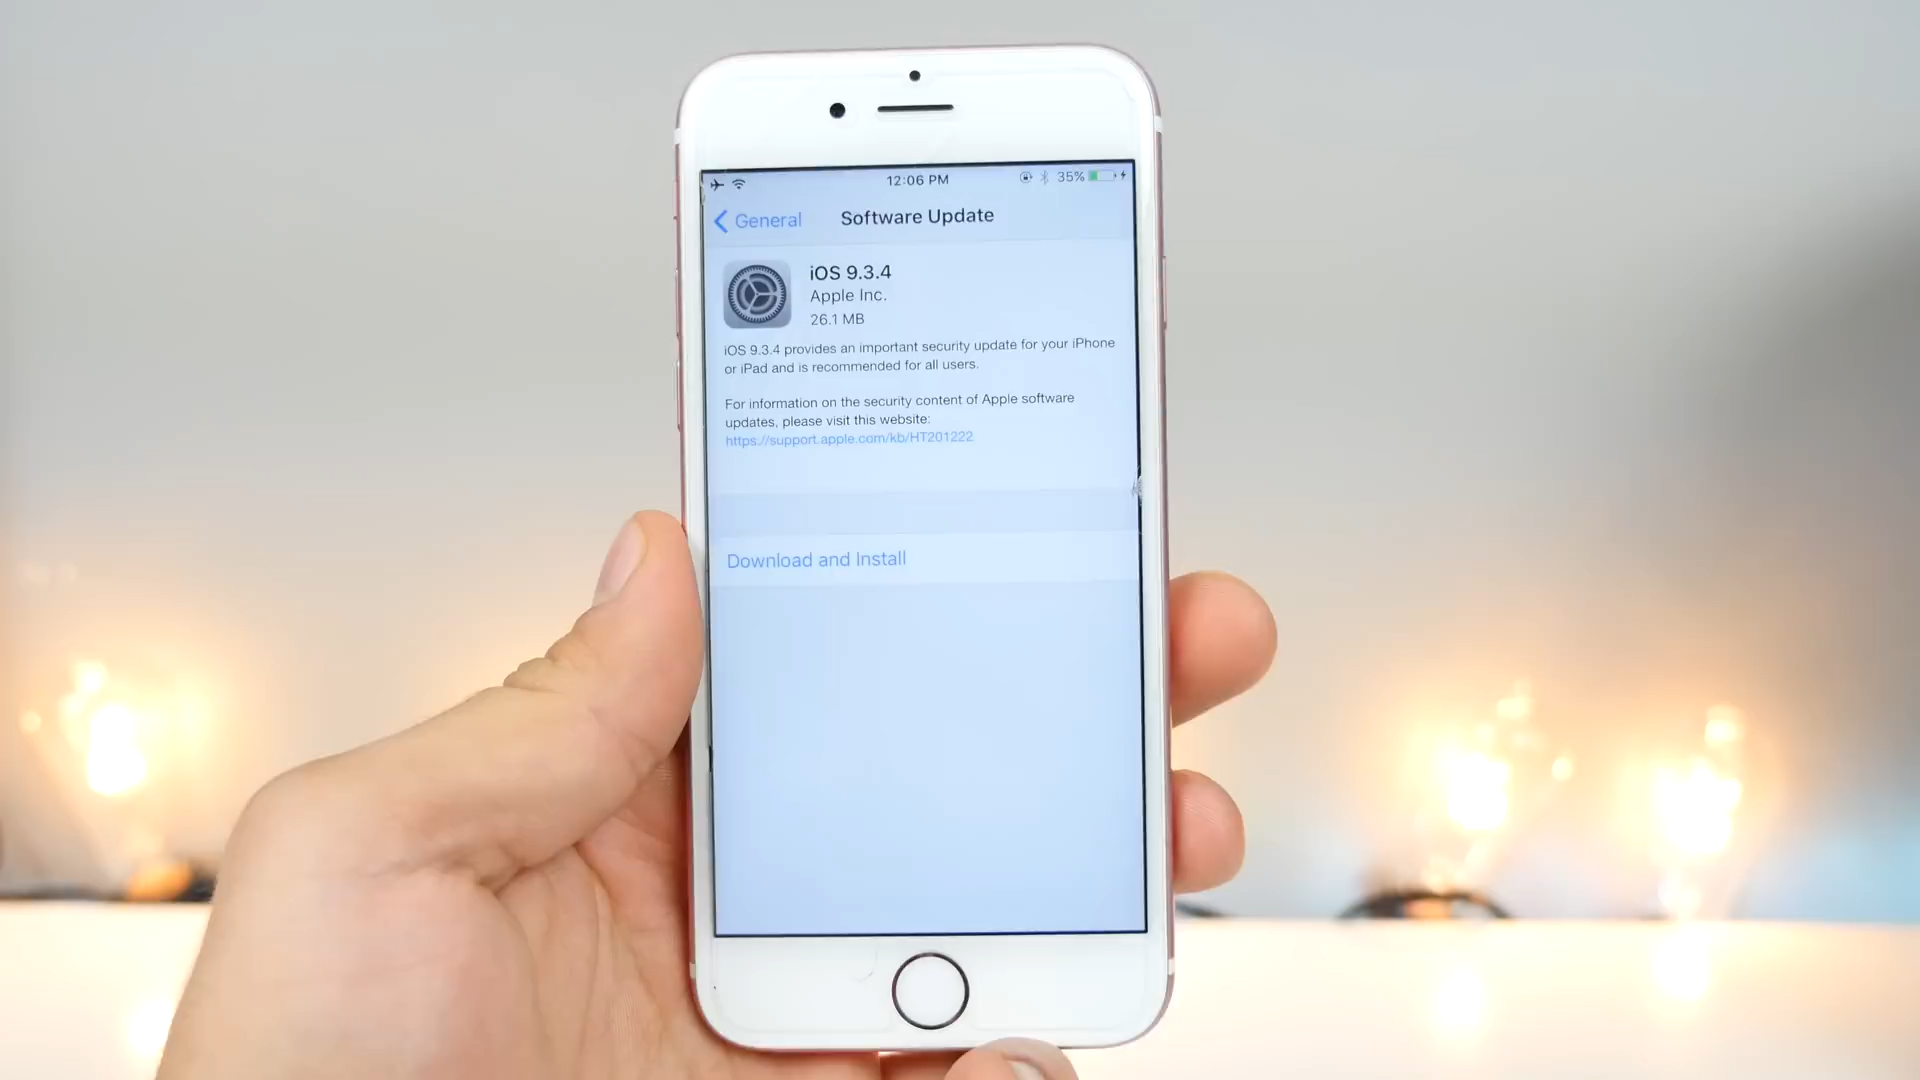 12:06 PM
35%
General
Software Update
iOS 9.3.4
Apple Inc.
26.1 MB
iOS 9.3.4 provides an important security update for your iPhone
or iPad and is recommended for all users.
For information on the security content of Apple software
updates, please visit this website:
https://support.apple.com/kb/HT201222
Download and Install